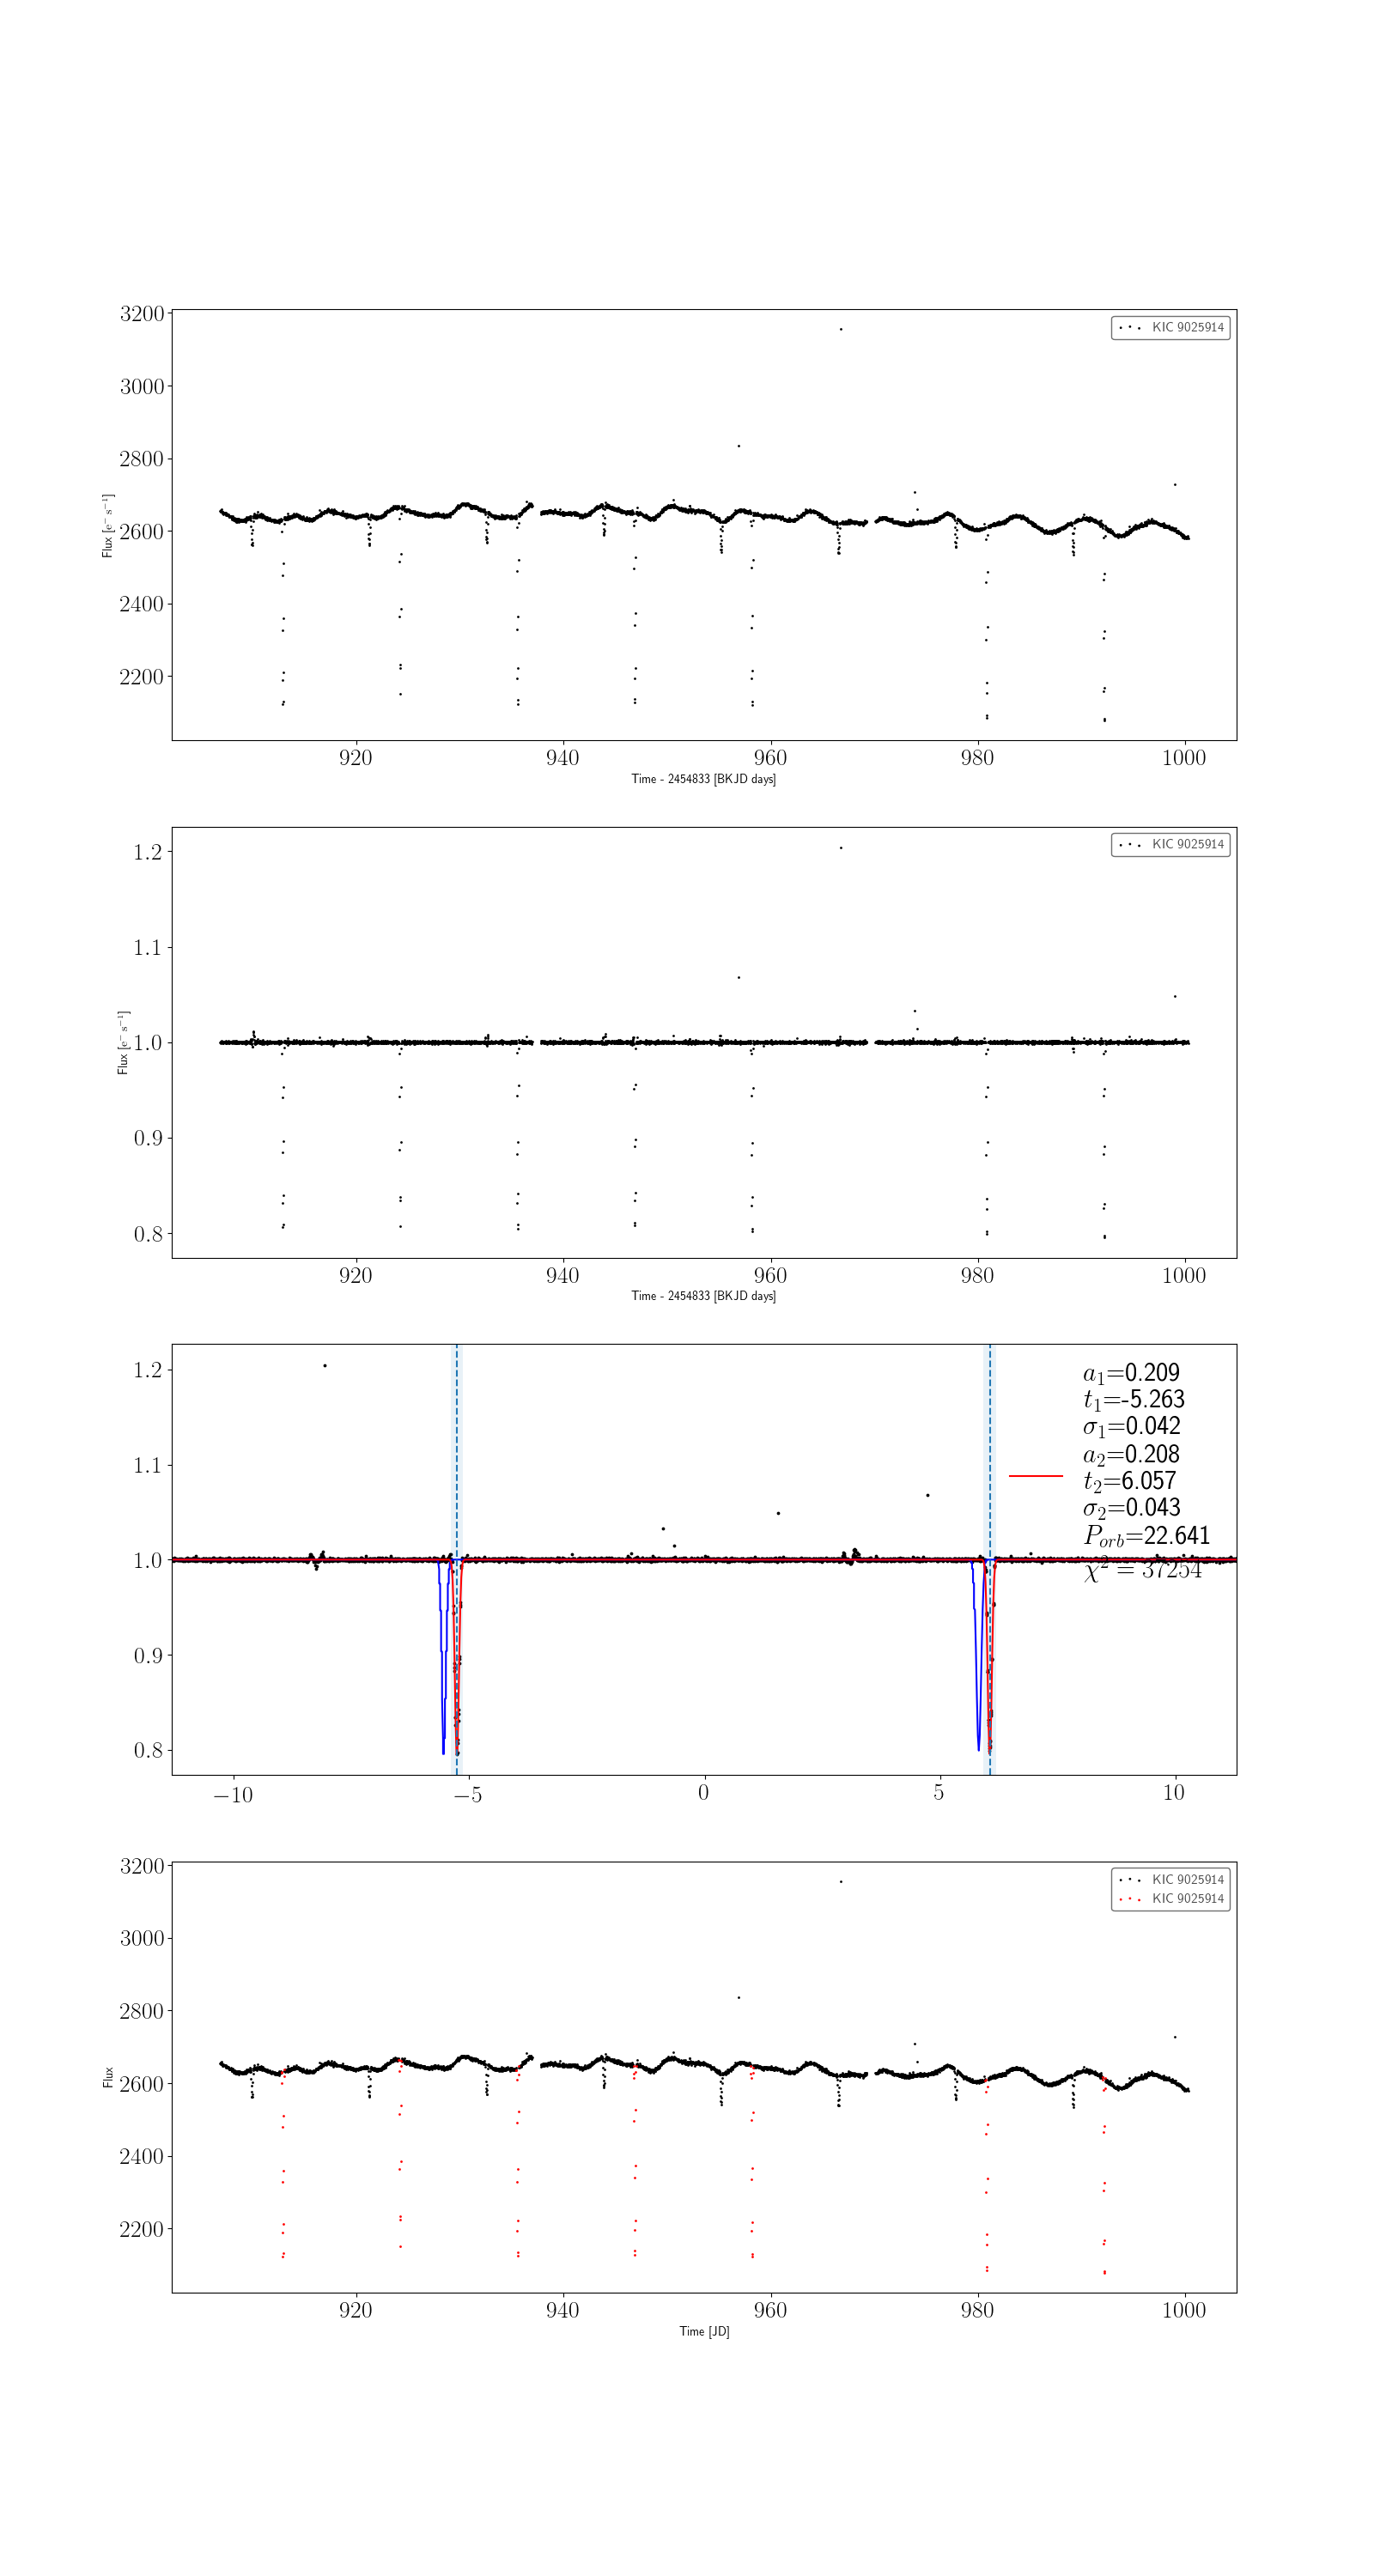 3200
3000
2800
2600
2400
2200
Flux [e⁻ s⁻¹]
KIC 9025914
920 940 960 980 1000
Time - 2454833 [BKJD days]
1.2
1.1
1.0
0.9
0.8
Flux [e⁻ s⁻¹]
KIC 9025914
920 940 960 980 1000
Time - 2454833 [BKJD days]
1.2
1.1
1.0
0.9
0.8
a₁=0.209
t₁=-5.263
σ₁=0.042
a₂=0.208
t₂=6.057
σ₂=0.043
P_orb=22.641
χ² = 37254
−10 −5 0 5 10
3200
3000
2800
2600
2400
2200
Flux
KIC 9025914
KIC 9025914
920 940 960 980 1000
Time [JD]